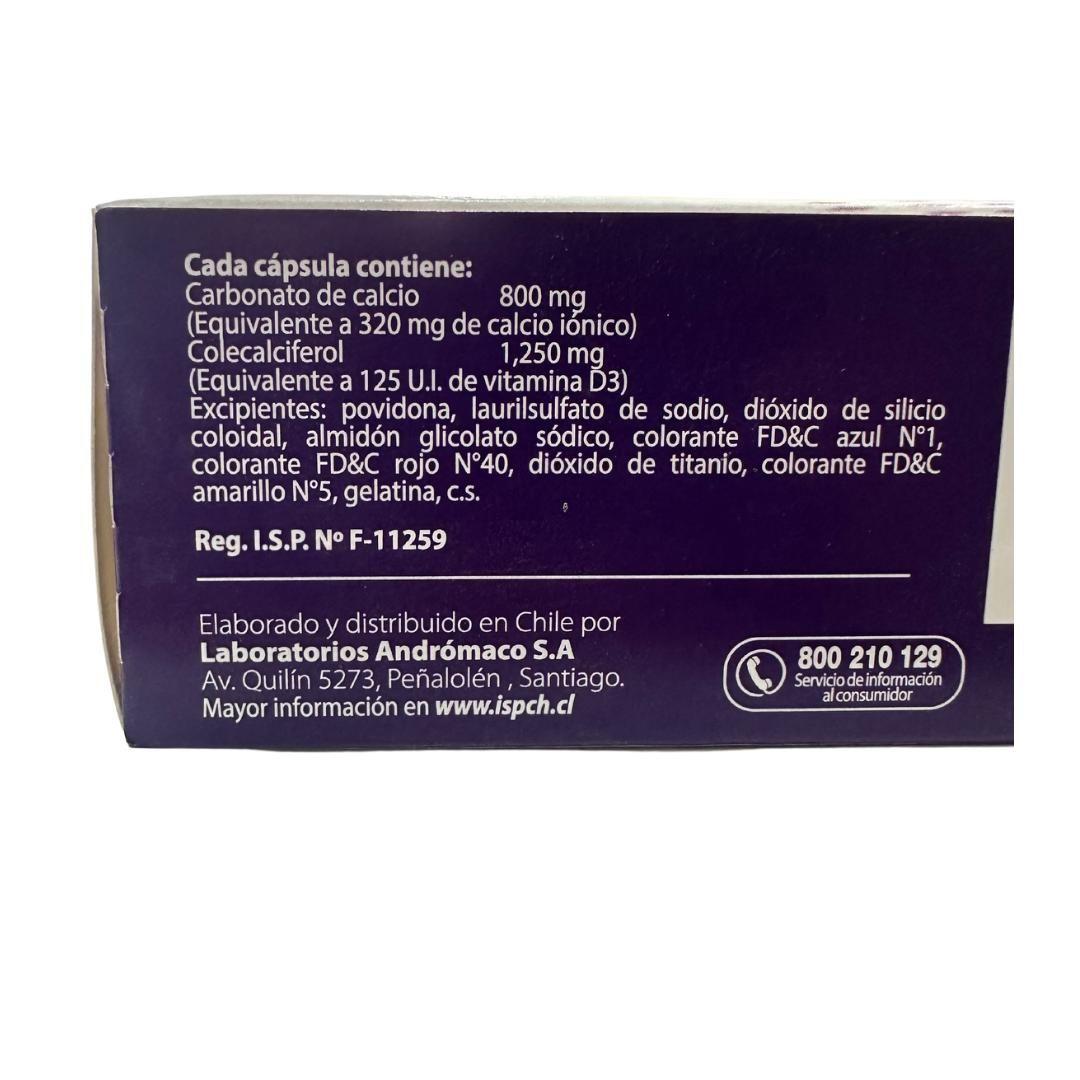 Cada cápsula contiene:
Carbonato de calcio 800 mg
(Equivalente a 320 mg de calcio iónico)
Colecalciferol 1,250 mg
(Equivalente a 125 U.I. de vitamina D3)
Excipientes: povidona, laurilsulfato de sodio, dióxido de silicio
coloidal, almidón glicolato sódico, colorante FD&C azul N°1,
colorante FD&C rojo N°40, dióxido de titanio, colorante FD&C
amarillo N°5, gelatina, c.s.
Reg. I.S.P. Nº F-11259
Elaborado y distribuido en Chile por
Laboratorios Andrómaco S.A
Av. Quilín 5273, Peñalolén , Santiago.
Mayor información en www.ispch.cl
800 210 129
Servicio de información
al consumidor